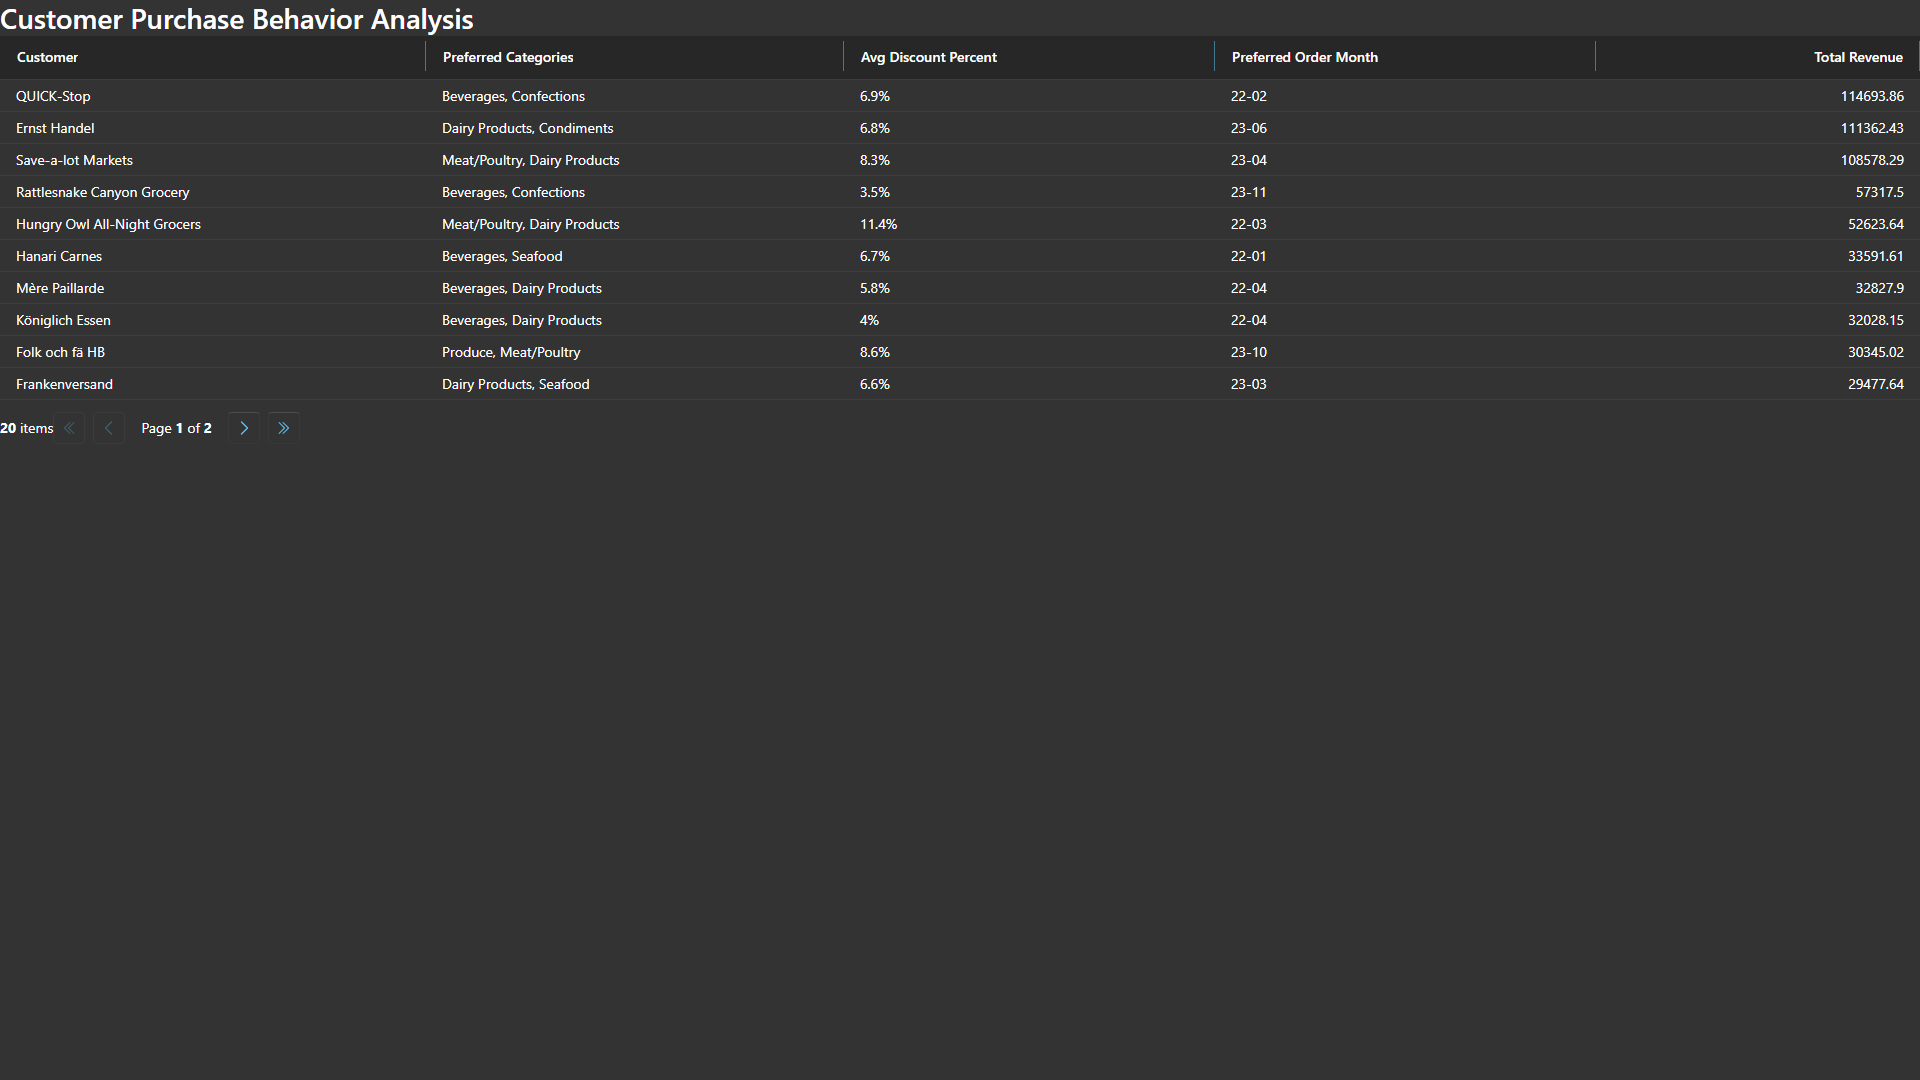 Customer Purchase Behavior Analysis
Customer Preferred Categories Avg Discount Percent Preferred Order Month Total Revenue
QUICK-Stop Beverages, Confections 6.9% 22-02 114693.86
Ernst Handel Dairy Products, Condiments 6.8% 23-06 111362.43
Save-a-lot Markets Meat/Poultry, Dairy Products 8.3% 23-04 108578.29
Rattlesnake Canyon Grocery Beverages, Confections 3.5% 23-11 57317.5
Hungry Owl All-Night Grocers Meat/Poultry, Dairy Products 11.4% 22-03 52623.64
Hanari Carnes Beverages, Seafood 6.7% 22-01 33591.61
Mère Paillarde Beverages, Dairy Products 5.8% 22-04 32827.9
Königlich Essen Beverages, Dairy Products 4% 22-04 32028.15
Folk och fä HB Produce, Meat/Poultry 8.6% 23-10 30345.02
Frankenversand Dairy Products, Seafood 6.6% 23-03 29477.64
20 items Page 1 of 2